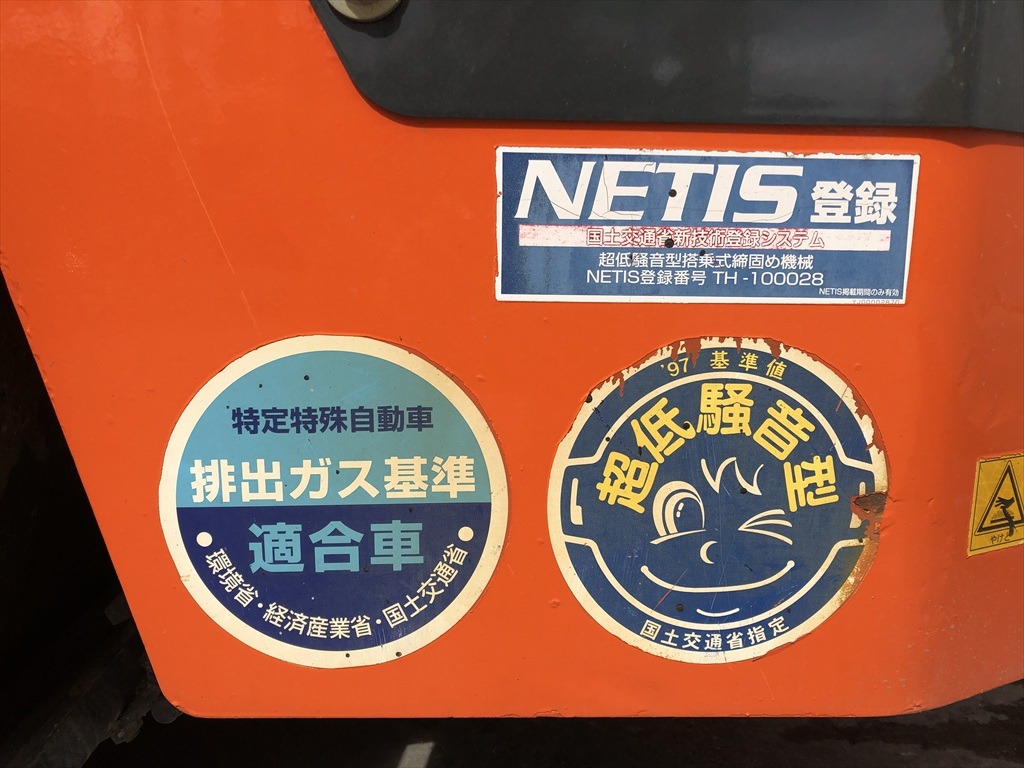 NETIS登録
国土交通省新技術登録システム
超低騒音型搭乗式締固め機械
NETIS登録番号 TH-100028
NETIS掲載期間のみ有効
特定特殊自動車
排出ガス基準
適合車
環境省・経済産業省・国土交通省
'97 基準値
超低騒音型
国土交通省指定